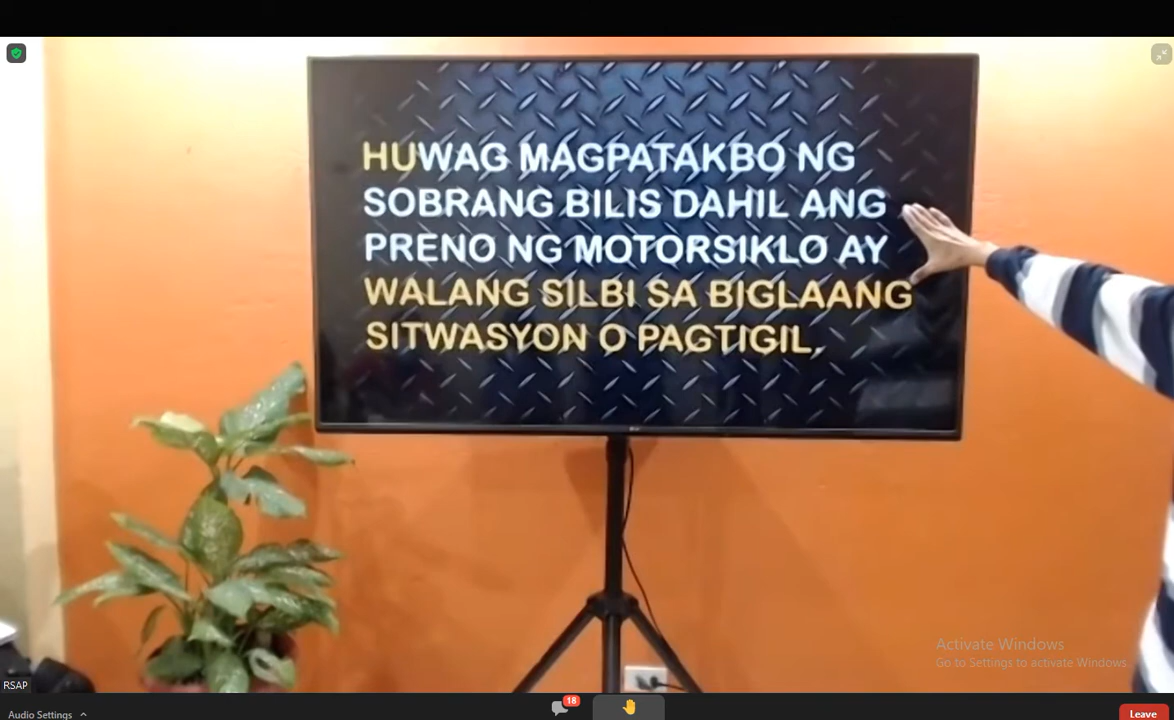 HUWAG MAGPATAKBO NG
SOBRANG BILIS DAHIL ANG
PRENO NG MOTORSIKLO AY
WALANG SILBI SA BIGLAANG
SITWASYON O PAGTIGIL.
Activate Windows
Go to Settings to activate Windows.
RSAP
18
Audio Settings
Leave